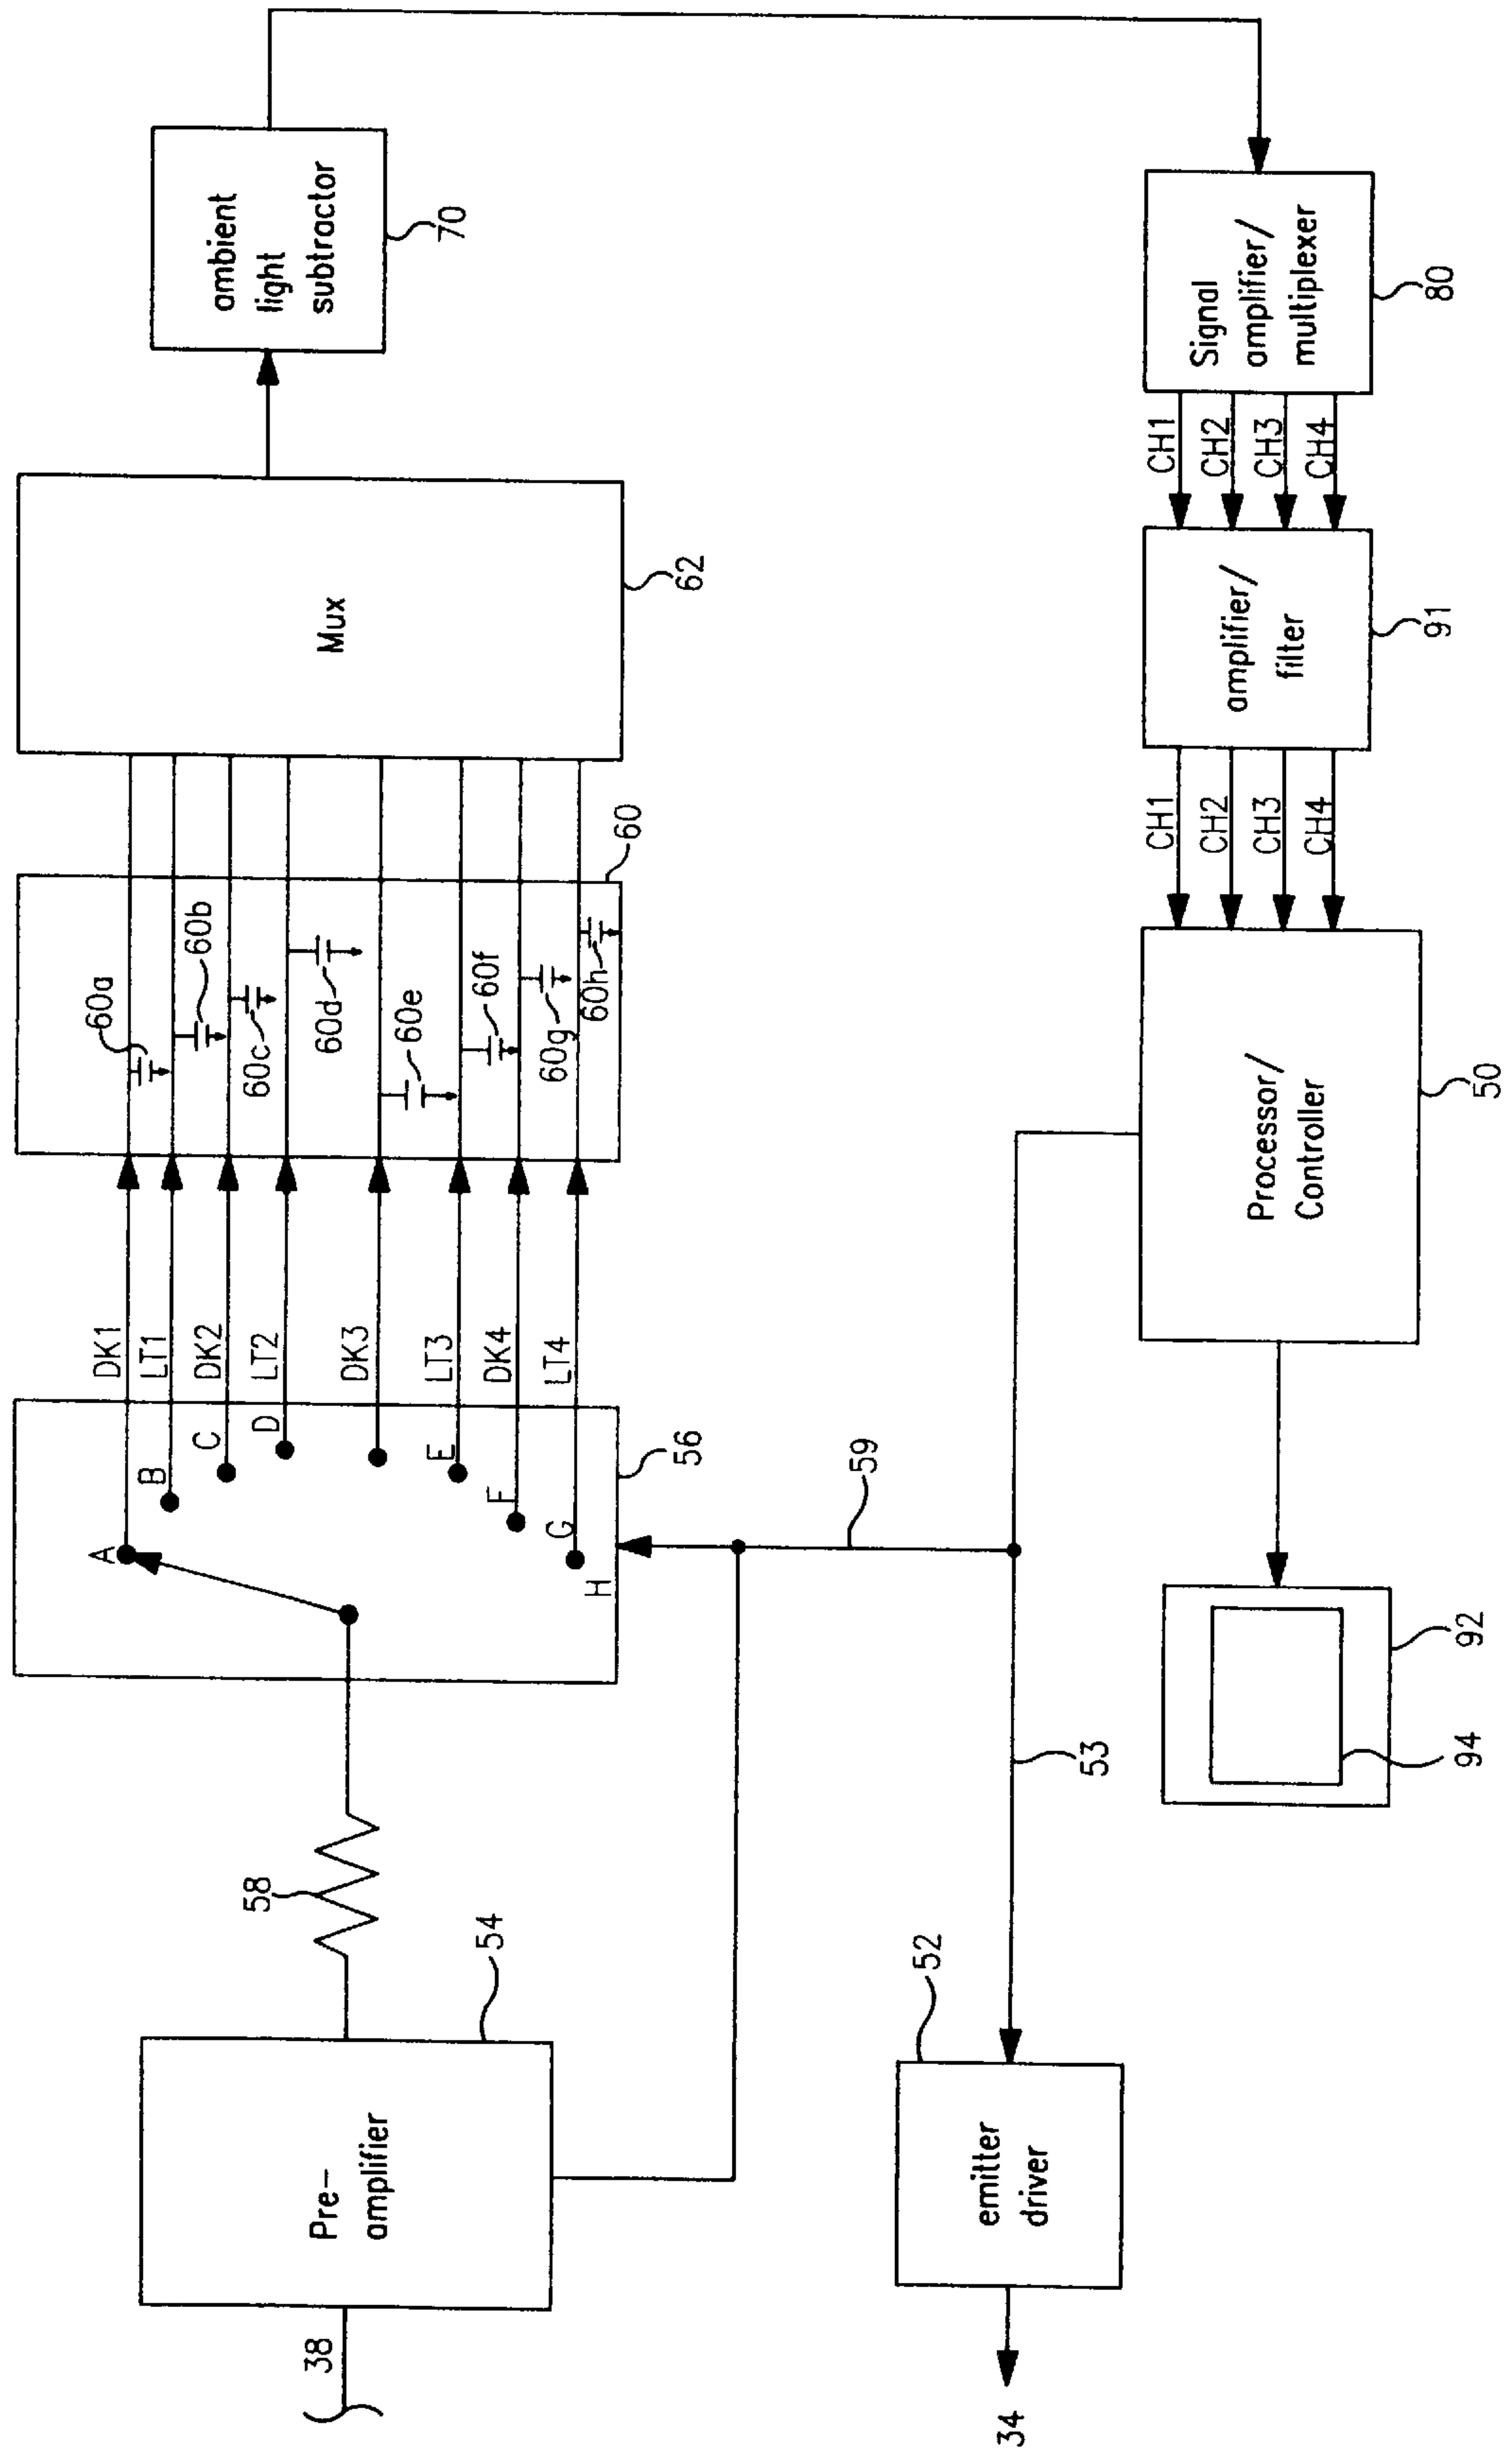 38
Pre-
amplifier
54
58
A
B
C
D
E
F
G
H
56
DK1
LT1
DK2
LT2
DK3
LT3
DK4
LT4
60a
60b
60c
60d
60e
60f
60g
60h
60
Mux
62
ambient
light
subtractor
70
59
53
34
emitter
driver
52
92
94
Processor/
Controller
50
CH1
CH2
CH3
CH4
amplifier/
filter
91
CH1
CH2
CH3
CH4
Signal
amplifier/
multiplexer
80